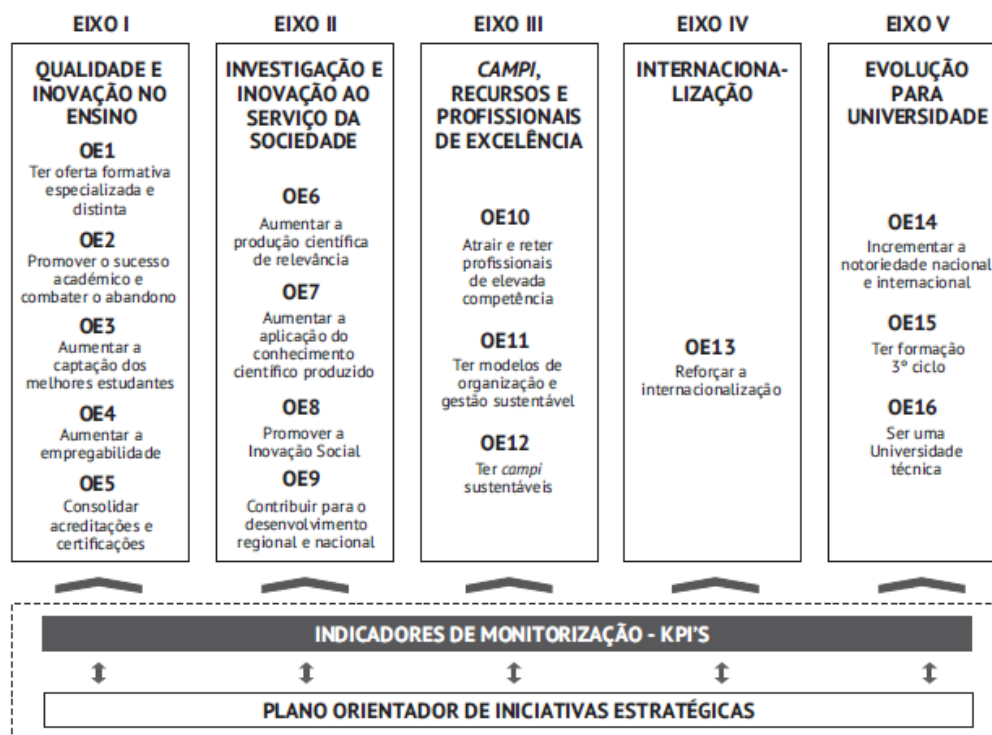 EIXO I
QUALIDADE E
INOVAÇÃO NO
ENSINO
OE1
Ter oferta formativa
especializada e
distinta
OE2
Promover o sucesso
académico e
combater o abandono
OE3
Aumentar a
captação dos
melhores estudantes
OE4
Aumentar a
empregabilidade
OE5
Consolidar
acreditações e
certificações
EIXO II
INVESTIGAÇÃO E
INOVAÇÃO AO
SERVIÇO DA
SOCIEDADE
OE6
Aumentar a
produção científica
de relevância
OE7
Aumentar a
aplicação do
conhecimento
científico produzido
OE8
Promover a
Inovação Social
OE9
Contribuir para o
desenvolvimento
regional e nacional
EIXO III
CAMPI,
RECURSOS E
PROFISSIONAIS
DE EXCELÊNCIA
OE10
Atrair e reter
profissionais
de elevada
competência
OE11
Ter modelos de
organização e
gestão sustentável
OE12
Ter campi
sustentáveis
EIXO IV
INTERNACIONA-
LIZAÇÃO
OE13
Reforçar a
internacionalização
EIXO V
EVOLUÇÃO
PARA
UNIVERSIDADE
OE14
Incrementar a
notoriedade nacional
e internacional
OE15
Ter formação
3º ciclo
OE16
Ser uma
Universidade
técnica
INDICADORES DE MONITORIZAÇÃO - KPI'S
PLANO ORIENTADOR DE INICIATIVAS ESTRATÉGICAS